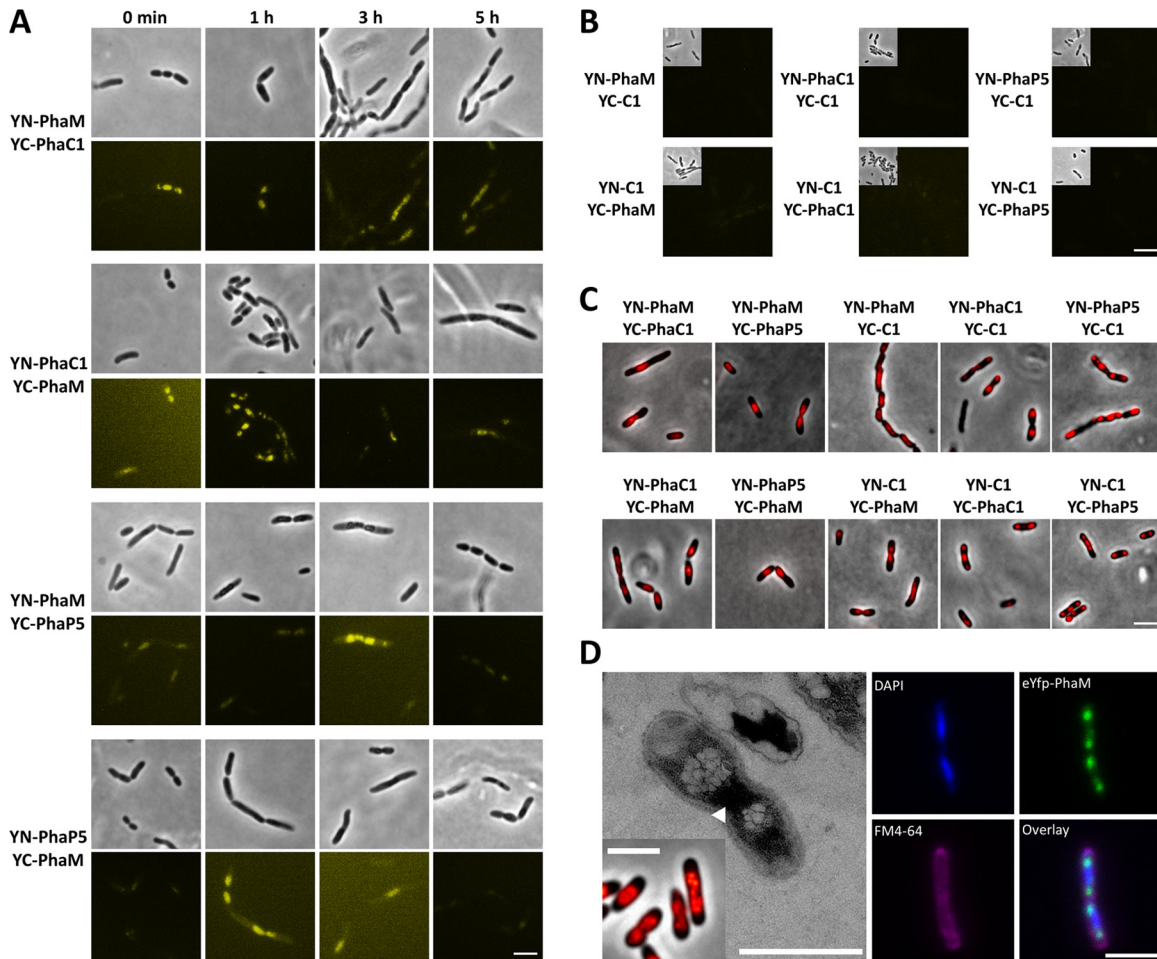 A
0 min 1 h 3 h 5 h
YN-PhaM
YC-PhaC1
YN-PhaC1
YC-PhaM
YN-PhaM
YC-PhaP5
YN-PhaP5
YC-PhaM
B
YN-PhaM
YC-C1
YN-PhaC1
YC-C1
YN-PhaP5
YC-C1
YN-C1
YC-PhaM
YN-C1
YC-PhaC1
YN-C1
YC-PhaP5
C
YN-PhaM
YC-PhaC1
YN-PhaM
YC-PhaP5
YN-PhaM
YC-C1
YN-PhaC1
YC-C1
YN-PhaP5
YC-C1
YN-PhaC1
YC-PhaM
YN-PhaP5
YC-PhaM
YN-C1
YC-PhaM
YN-C1
YC-PhaC1
YN-C1
YC-PhaP5
D
DAPI
eYfp-PhaM
FM4-64
Overlay